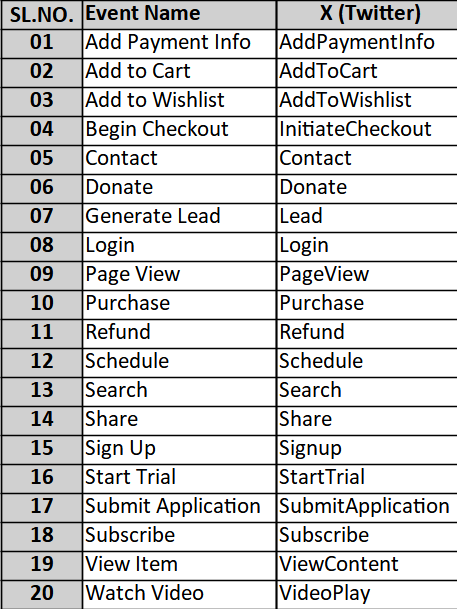 SL.NO. Event Name X (Twitter)
01 Add Payment Info AddPaymentInfo
02 Add to Cart AddToCart
03 Add to Wishlist AddToWishlist
04 Begin Checkout InitiateCheckout
05 Contact Contact
06 Donate Donate
07 Generate Lead Lead
08 Login Login
09 Page View PageView
10 Purchase Purchase
11 Refund Refund
12 Schedule Schedule
13 Search Search
14 Share Share
15 Sign Up Signup
16 Start Trial StartTrial
17 Submit Application SubmitApplication
18 Subscribe Subscribe
19 View Item ViewContent
20 Watch Video VideoPlay